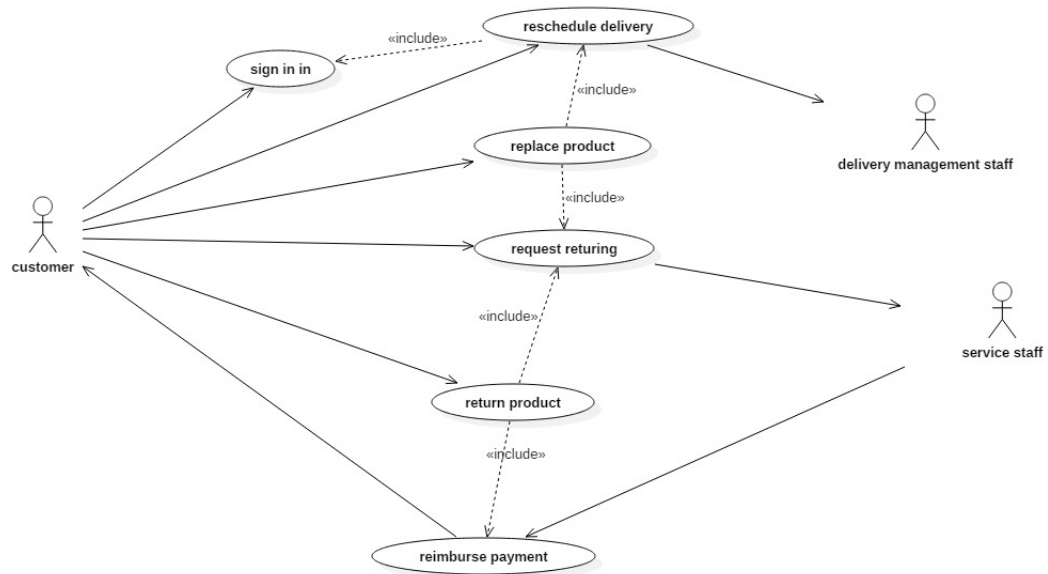 reschedule delivery
«include»
sign in in
«include»
replace product
delivery management staff
«include»
request returing
customer
«include»
service staff
return product
«include»
reimburse payment